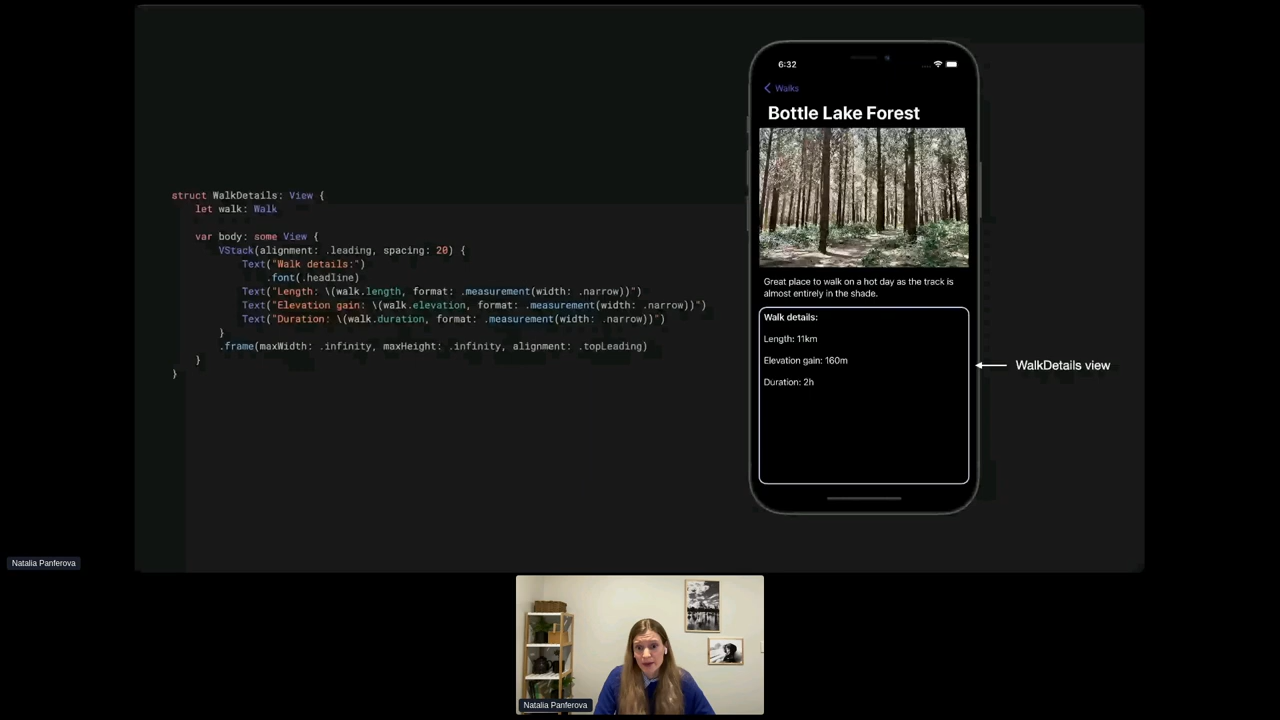 struct WalkDetails: View {
let walk: Walk
var body: some View {
VStack(alignment: .leading, spacing: 20) {
Text("Walk details:")
.font(.headline)
Text("Length: \(walk.length, format: .measurement(width: .narrow))")
Text("Elevation gain: \(walk.elevation, format: .measurement(width: .narrow))")
Text("Duration: \(walk.duration, format: .measurement(width: .narrow))")
}
.frame(maxWidth: .infinity, maxHeight: .infinity, alignment: .topLeading)
}
}
6:32
Walks
Bottle Lake Forest
Great place to walk on a hot day as the track is
almost entirely in the shade.
Walk details:
Length: 11km
Elevation gain: 160m
Duration: 2h
WalkDetails view
Natalia Panferova
Natalia Panferova